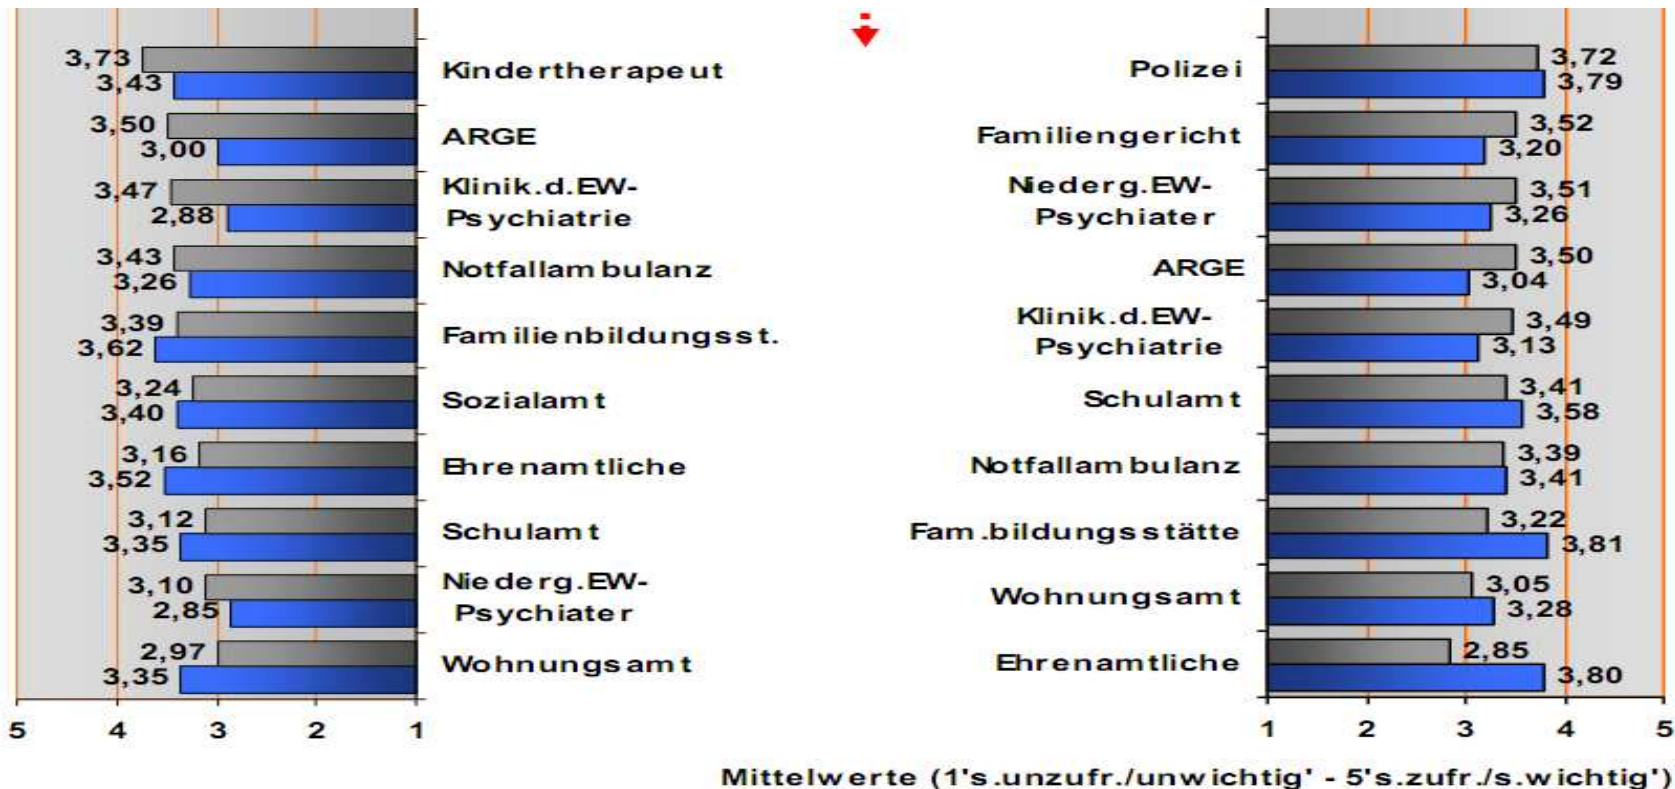 3,73
3,43
Kindertherapeut
3,50
3,00
ARGE
3,47
2,88
Klinik.d.EW-
Psychiatrie
3,43
3,26
Notfallambulanz
3,39
3,62
Familienbildungsst.
3,24
3,40
Sozialamt
3,16
3,52
Ehrenamtliche
3,12
3,35
Schulamt
3,10
2,85
Niederg.EW-
Psychiater
2,97
3,35
Wohnungsamt
5 4 3 2 1
Polizei
3,72
3,79
Familiengericht
3,52
3,20
Niederg.EW-
Psychiater
3,51
3,26
ARGE
3,50
3,04
Klinik.d.EW-
Psychiatrie
3,49
3,13
Schulamt
3,41
3,58
Notfallambulanz
3,39
3,41
Fam.bildungsstätte
3,22
3,81
Wohnungsamt
3,05
3,28
Ehrenamtliche
2,85
3,80
1 2 3 4 5
Mittelwerte (1's.unzufr./unwichtig' - 5's.zufr./s.wichtig')